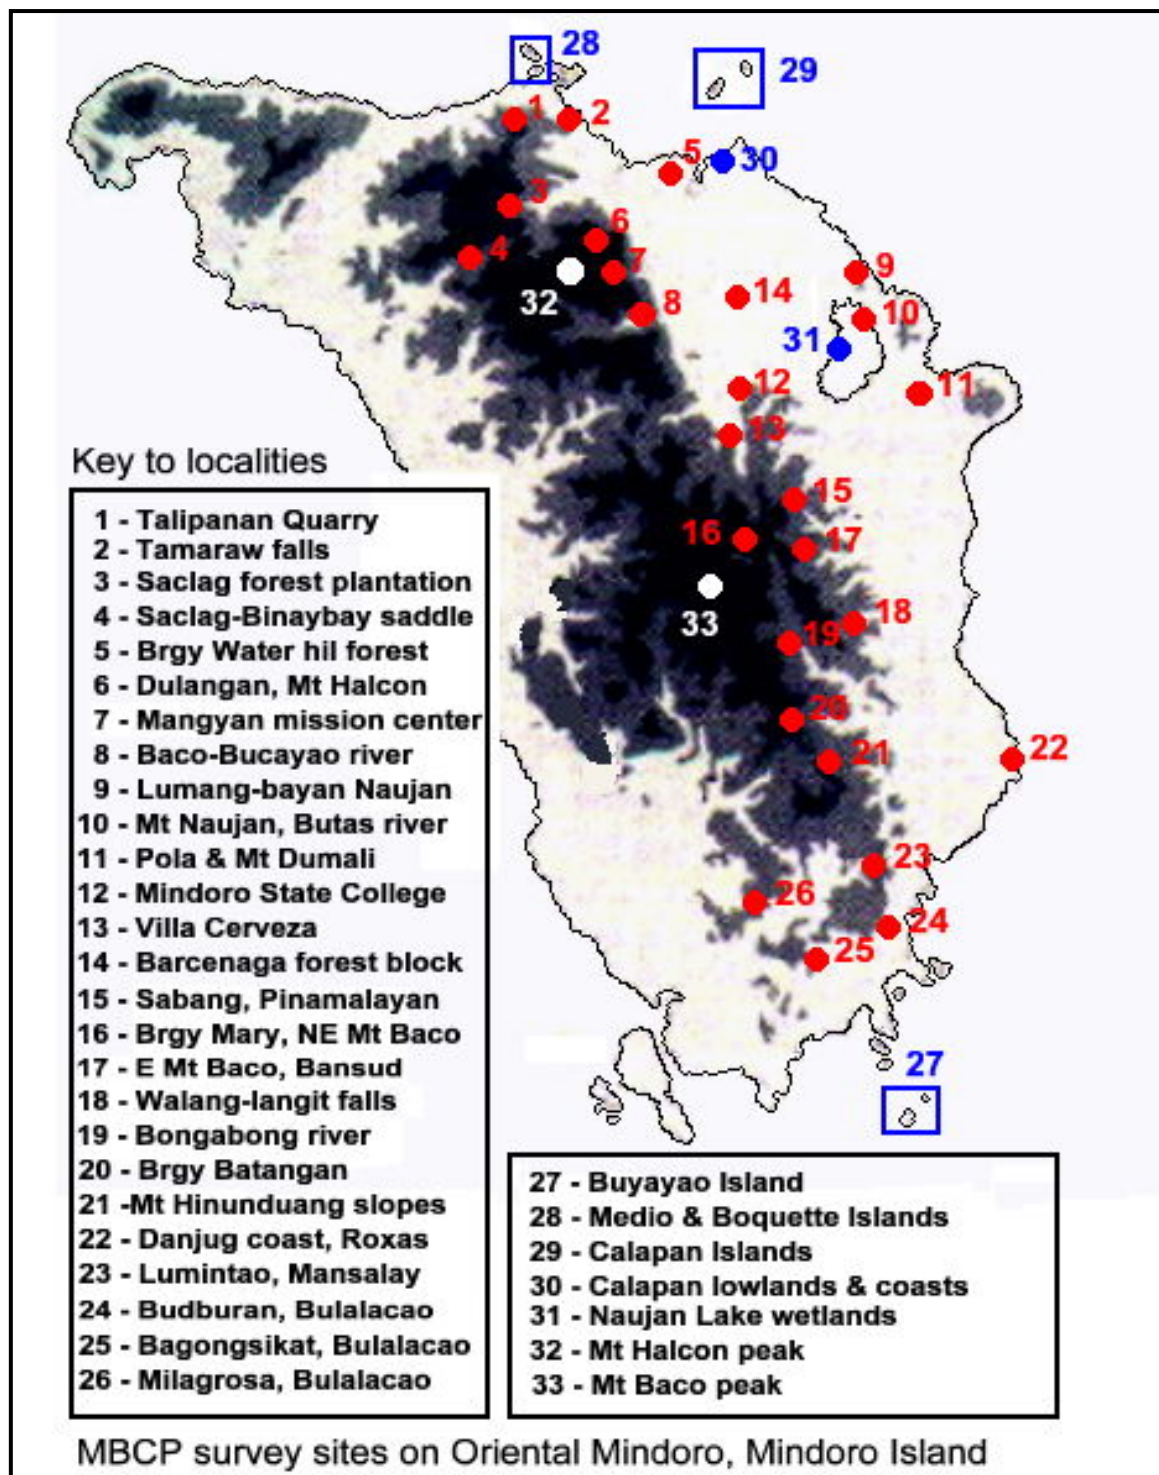 28
29
1
2
5
30
3
6
4
7
9
32
14
8
10
31
12
11
13
15
16
17
33
18
19
20
21
22
23
26
24
25
27
Key to localities
1 - Talipanan Quarry
2 - Tamaraw falls
3 - Saclag forest plantation
4 - Saclag-Binaybay saddle
5 - Brgy Water hil forest
6 - Dulangan, Mt Halcon
7 - Mangyan mission center
8 - Baco-Bucayao river
9 - Lumang-bayan Naujan
10 - Mt Naujan, Butas river
11 - Pola & Mt Dumali
12 - Mindoro State College
13 - Villa Cerveza
14 - Barcenaga forest block
15 - Sabang, Pinamalayan
16 - Brgy Mary, NE Mt Baco
17 - E Mt Baco, Bansud
18 - Walang-langit falls
19 - Bongabong river
20 - Brgy Batangan
21 -Mt Hinunduang slopes
22 - Danjug coast, Roxas
23 - Lumintao, Mansalay
24 - Budburan, Bulalacao
25 - Bagongsikat, Bulalacao
26 - Milagrosa, Bulalacao
27 - Buyayao Island
28 - Medio & Boquette Islands
29 - Calapan Islands
30 - Calapan lowlands & coasts
31 - Naujan Lake wetlands
32 - Mt Halcon peak
33 - Mt Baco peak
MBCP survey sites on Oriental Mindoro, Mindoro Island